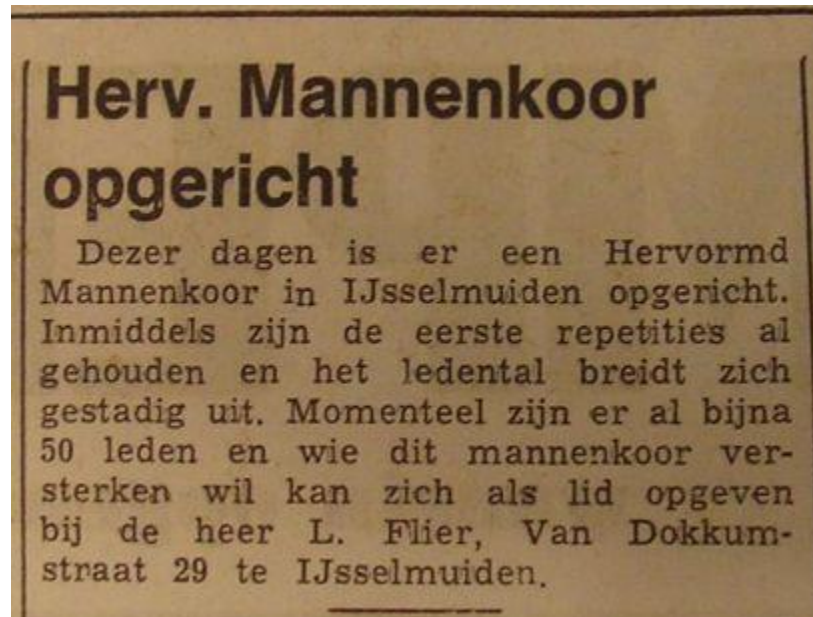 Herv. Mannenkoor
opgericht
Dezer dagen is er een Hervormd
Mannenkoor in IJsselmuiden opgericht.
Inmiddels zijn de eerste repetities al
gehouden en het ledental breidt zich
gestadig uit. Momenteel zijn er al bijna
50 leden en wie dit mannenkoor ver-
sterken wil kan zich als lid opgeven
bij de heer L. Flier, Van Dokkum-
straat 29 te IJsselmuiden.